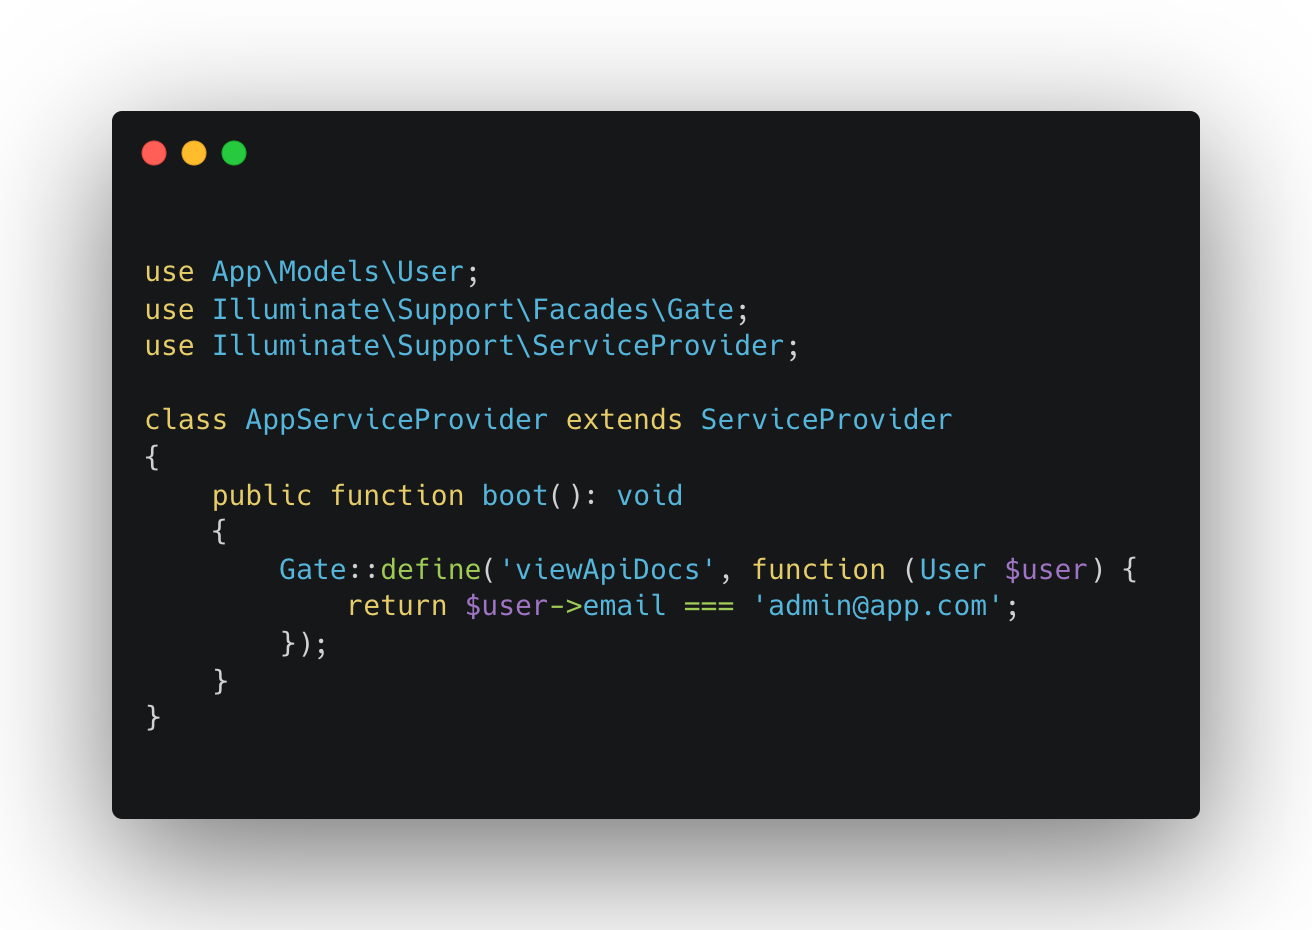 use App\Models\User;
use Illuminate\Support\Facades\Gate;
use Illuminate\Support\ServiceProvider;

class AppServiceProvider extends ServiceProvider
{
    public function boot(): void
    {
        Gate::define('viewApiDocs', function (User $user) {
            return $user->email === 'admin@app.com';
        });
    }
}